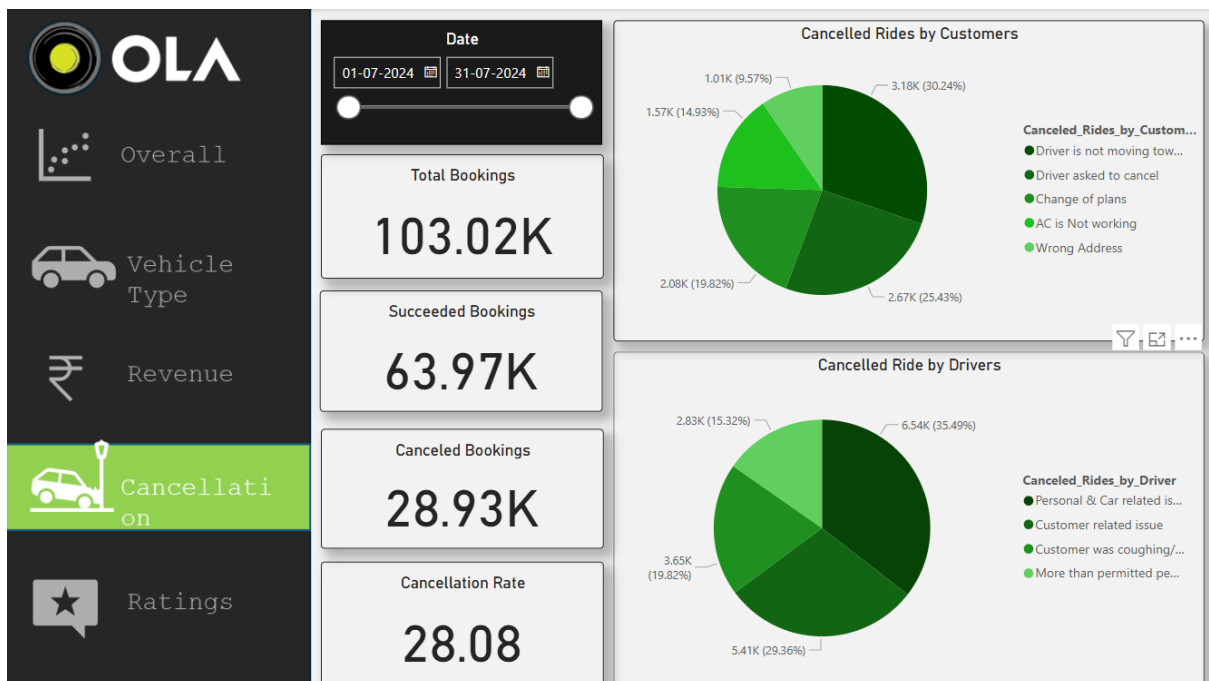 OLA
Overall
Vehicle
Type
Revenue
Cancellati
on
Ratings
Date
01-07-2024
31-07-2024
Total Bookings
103.02K
Succeeded Bookings
63.97K
Canceled Bookings
28.93K
Cancellation Rate
28.08
Cancelled Rides by Customers
1.01K (9.57%)
3.18K (30.24%)
1.57K (14.93%)
2.08K (19.82%)
2.67K (25.43%)
Canceled_Rides_by_Custom...
Driver is not moving tow...
Driver asked to cancel
Change of plans
AC is Not working
Wrong Address
Cancelled Ride by Drivers
2.83K (15.32%)
6.54K (35.49%)
3.65K
(19.82%)
5.41K (29.36%)
Canceled_Rides_by_Driver
Personal & Car related is...
Customer related issue
Customer was coughing/...
More than permitted pe...